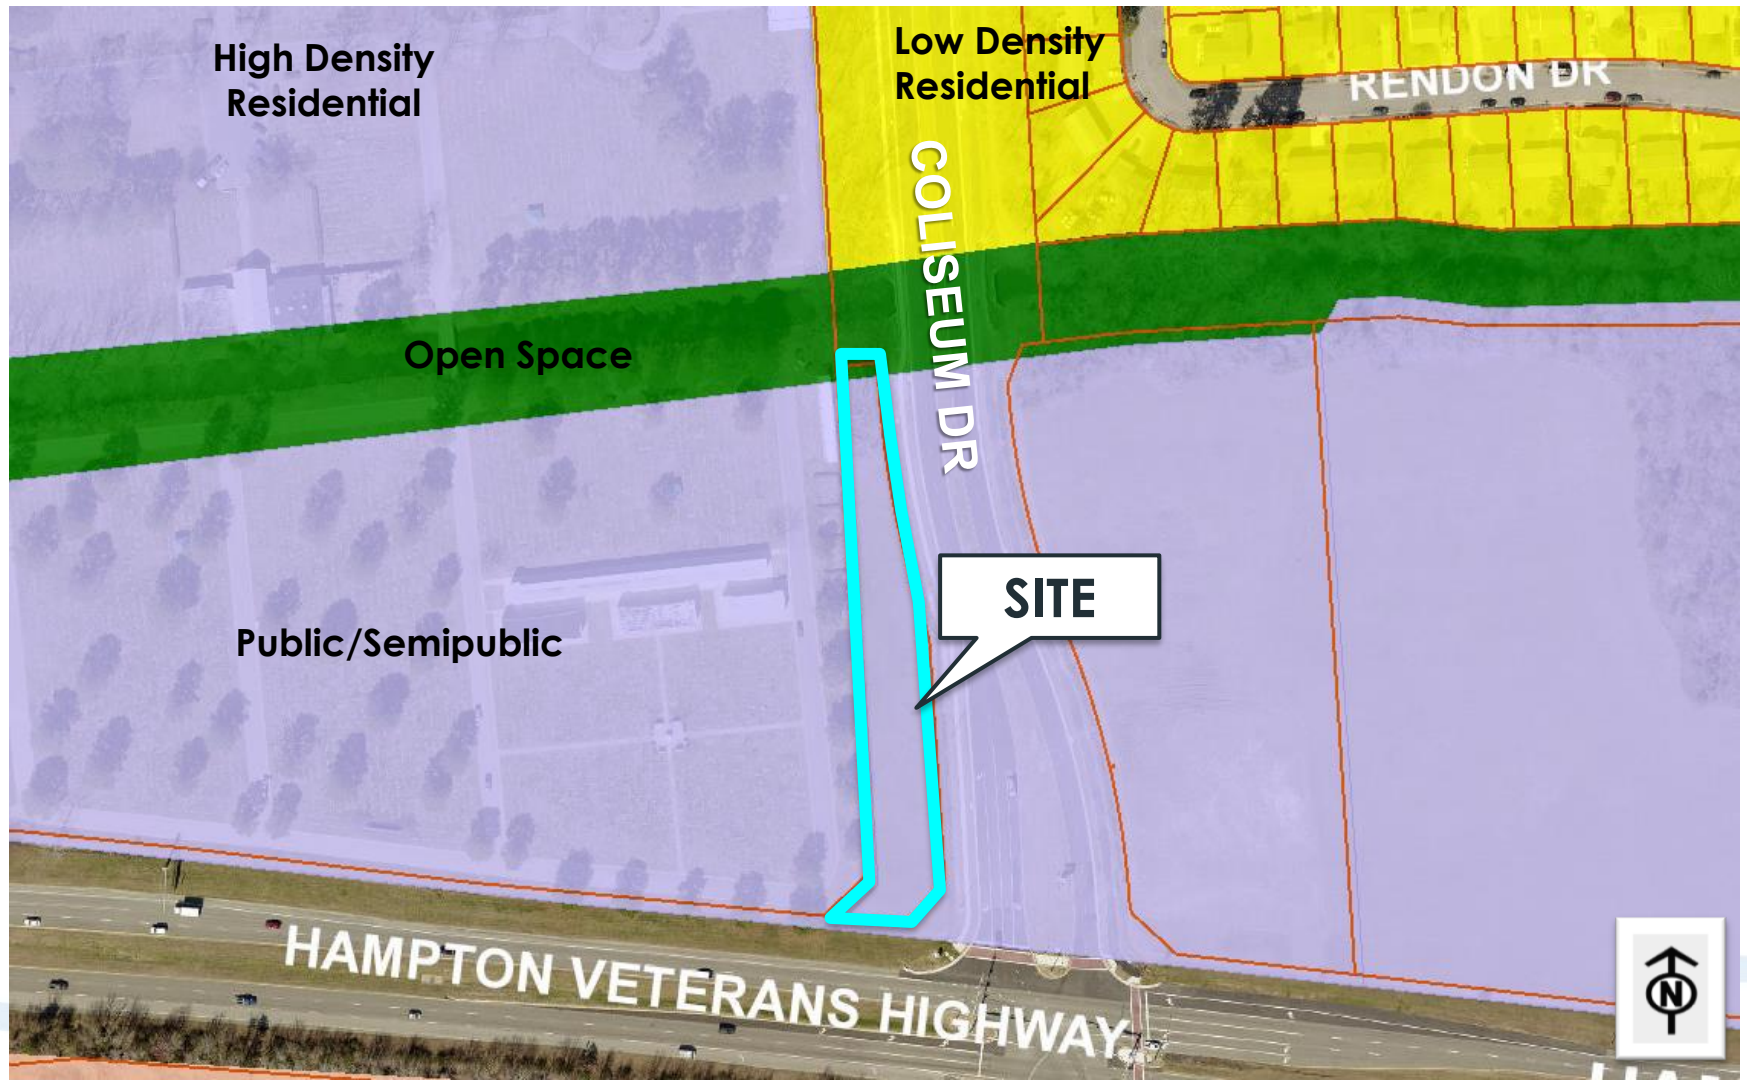 High Density
Residential
Low Density
Residential
RENDON DR
COLISEUM DR
Open Space
SITE
Public/Semipublic
HAMPTON VETERANS HIGHWAY
N